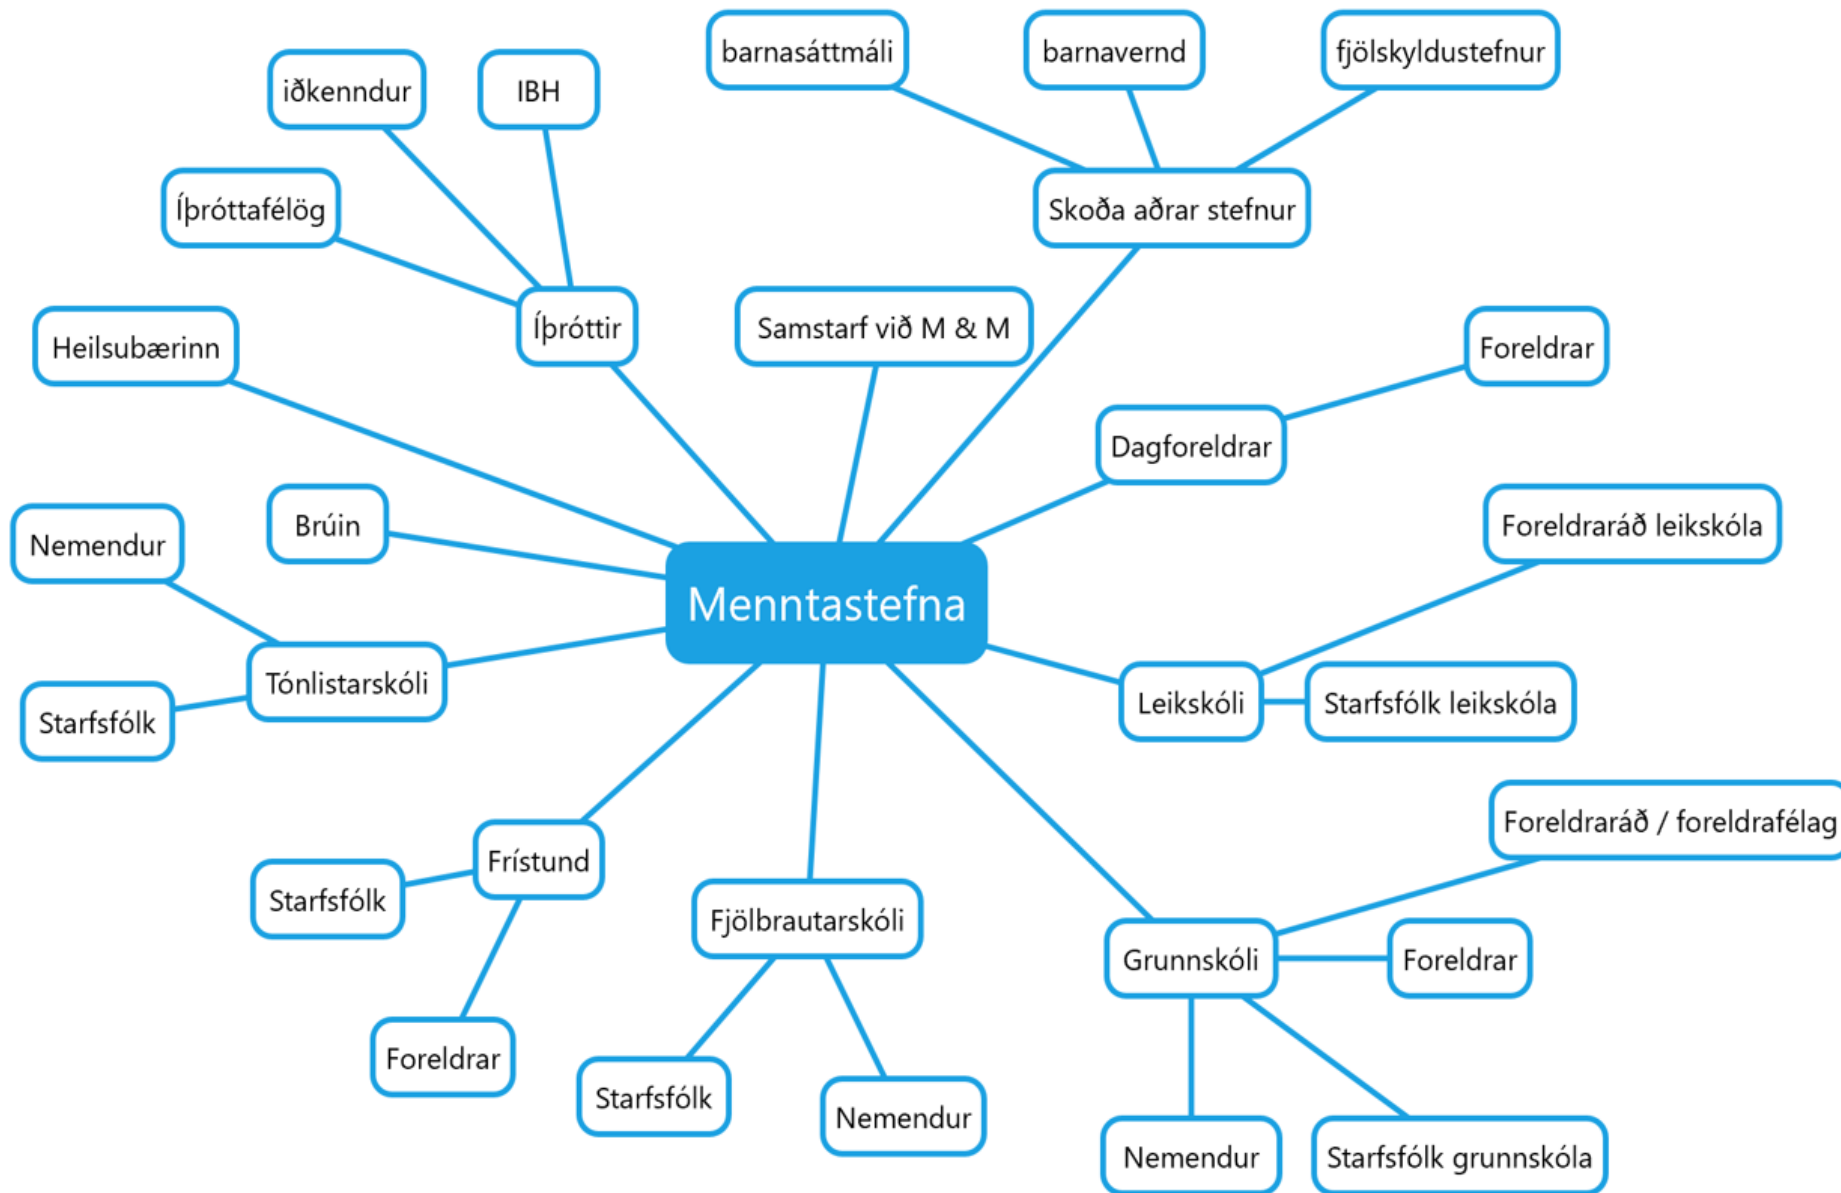 barnasáttmáli
barnavernd
fjölskyldustefnur
iðkenndur
IBH
Íþróttafélög
Skoða aðrar stefnur
Íþróttir
Samstarf við M & M
Heilsubærinn
Foreldrar
Dagforeldrar
Brúin
Foreldraráð leikskóla
Nemendur
Menntastefna
Tónlistarskóli
Leikskóli
Starfsfólk leikskóla
Starfsfólk
Foreldraráð / foreldrafélag
Frístund
Starfsfólk
Fjölbrautarskóli
Grunnskóli
Foreldrar
Foreldrar
Starfsfólk
Nemendur
Nemendur
Starfsfólk grunnskóla